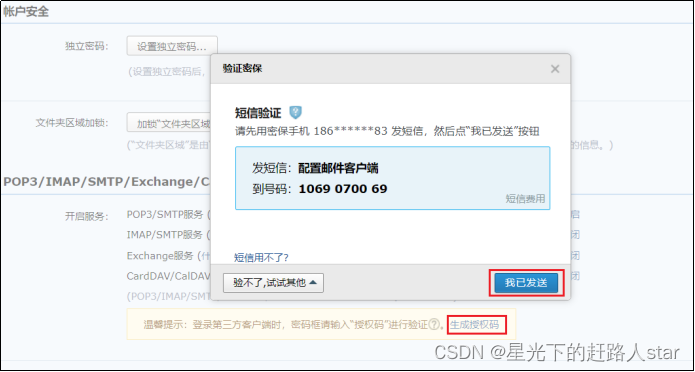 帐户安全
独立密码：
设置独立密码...
(设置独立密码后，
验证密保
短信验证
请先用密保手机 186******83 发短信，然后点“我已发送”按钮
文件夹区域加锁：
加锁“文件夹区域
(“文件夹区域”是由
的信息。)
发短信：配置邮件客户端
到号码：1069 0700 69
短信费用
POP3/IMAP/SMTP/Exchange/C
开启服务：
POP3/SMTP服务 (
启
IMAP/SMTP服务 (
闭
Exchange服务 (什
闭
CardDAV/CalDAV
闭
(POP3/IMAP/SMT
短信用不了?
验不了,试试其他
我已发送
温馨提示：登录第三方客户端时，密码框请输入“授权码”进行验证?。生成授权码
CSDN @星光下的赶路人star